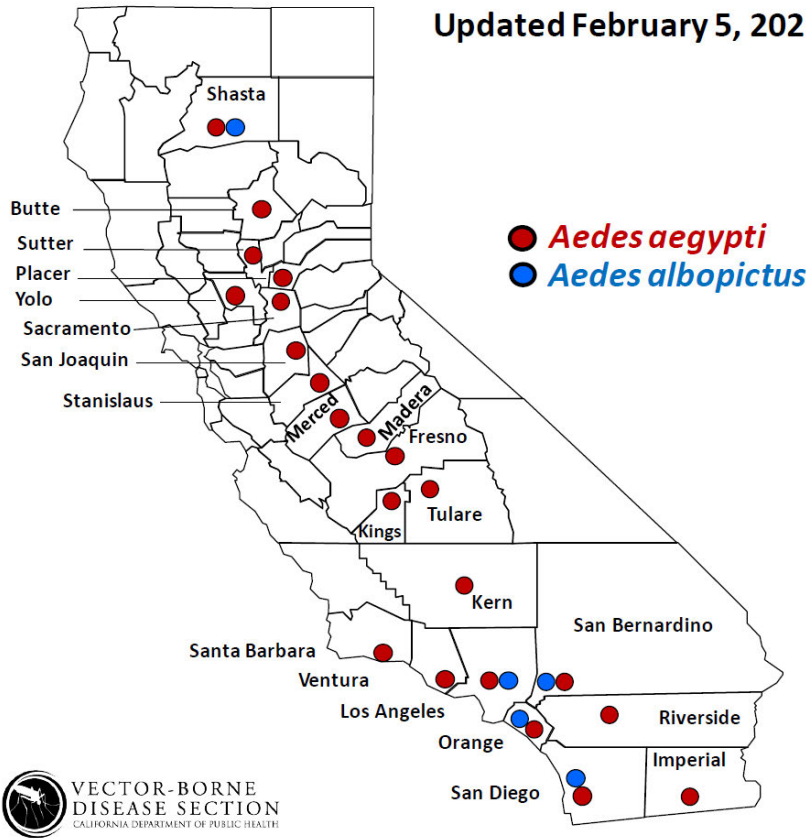 Updated February 5, 202
Shasta
Butte
Sutter
Placer
Yolo
Sacramento
San Joaquin
Stanislaus
Merced
Madera
Fresno
Kings
Tulare
Kern
San Bernardino
Santa Barbara
Ventura
Los Angeles
Orange
Riverside
San Diego
Imperial
Aedes aegypti
Aedes albopictus
VECTOR-BORNE
DISEASE SECTION
CALIFORNIA DEPARTMENT OF PUBLIC HEALTH